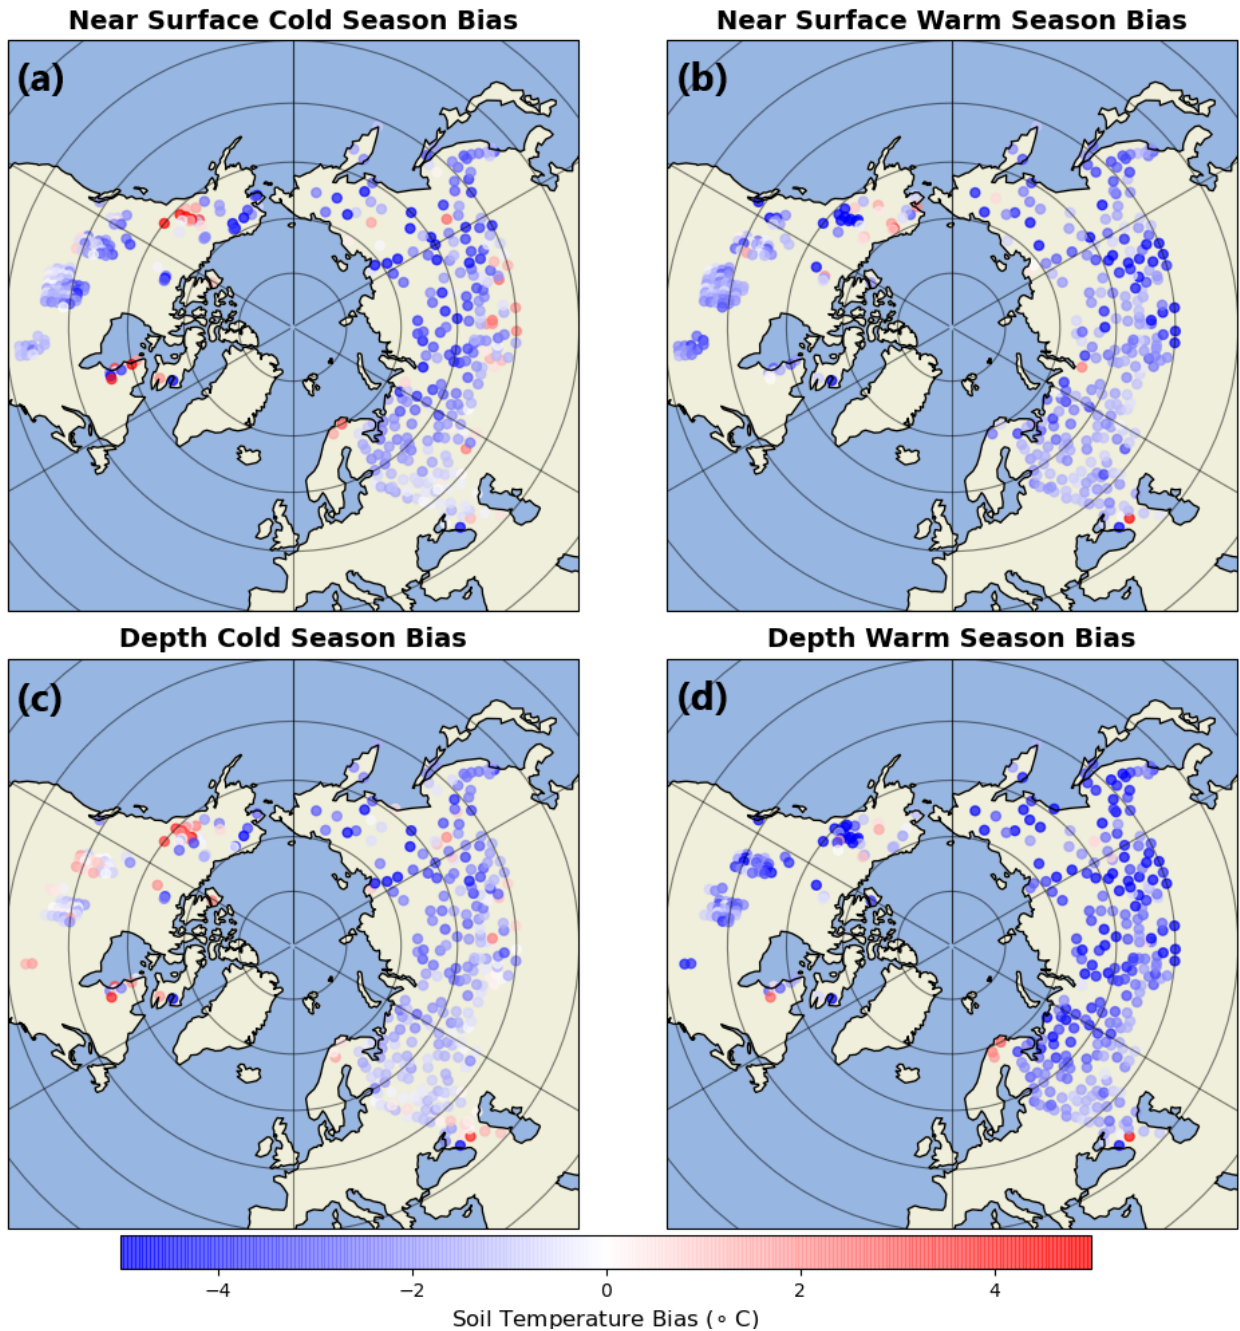 Near Surface Cold Season Bias
Near Surface Warm Season Bias
(a)
(b)
Depth Cold Season Bias
Depth Warm Season Bias
(c)
(d)
−4 −2 0 2 4
Soil Temperature Bias (∘ C)